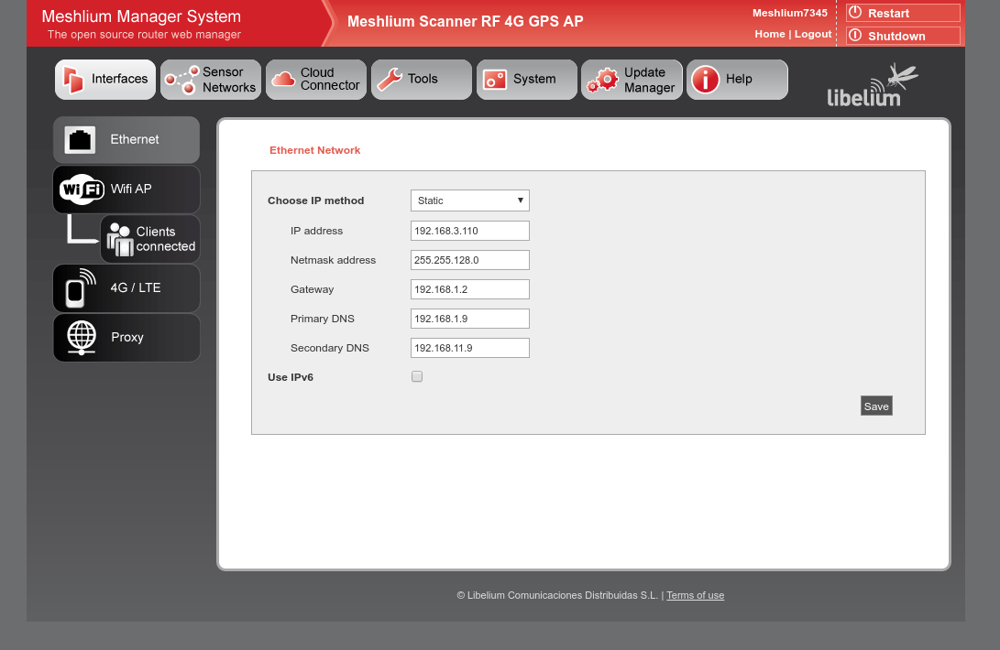 Meshlium Manager System
The open source router web manager
Meshlium Scanner RF 4G GPS AP
Meshlium7345
Home | Logout
Restart
Shutdown
Interfaces
Sensor
Networks
Cloud
Connector
Tools
System
Update
Manager
i
Help
libelium
Ethernet
WiFi
Wifi AP
Clients
connected
4G / LTE
Proxy
Ethernet Network
Choose IP method
Static
IP address
192.168.3.110
Netmask address
255.255.128.0
Gateway
192.168.1.2
Primary DNS
192.168.1.9
Secondary DNS
192.168.11.9
Use IPv6
Save
© Libelium Comunicaciones Distribuidas S.L. | Terms of use